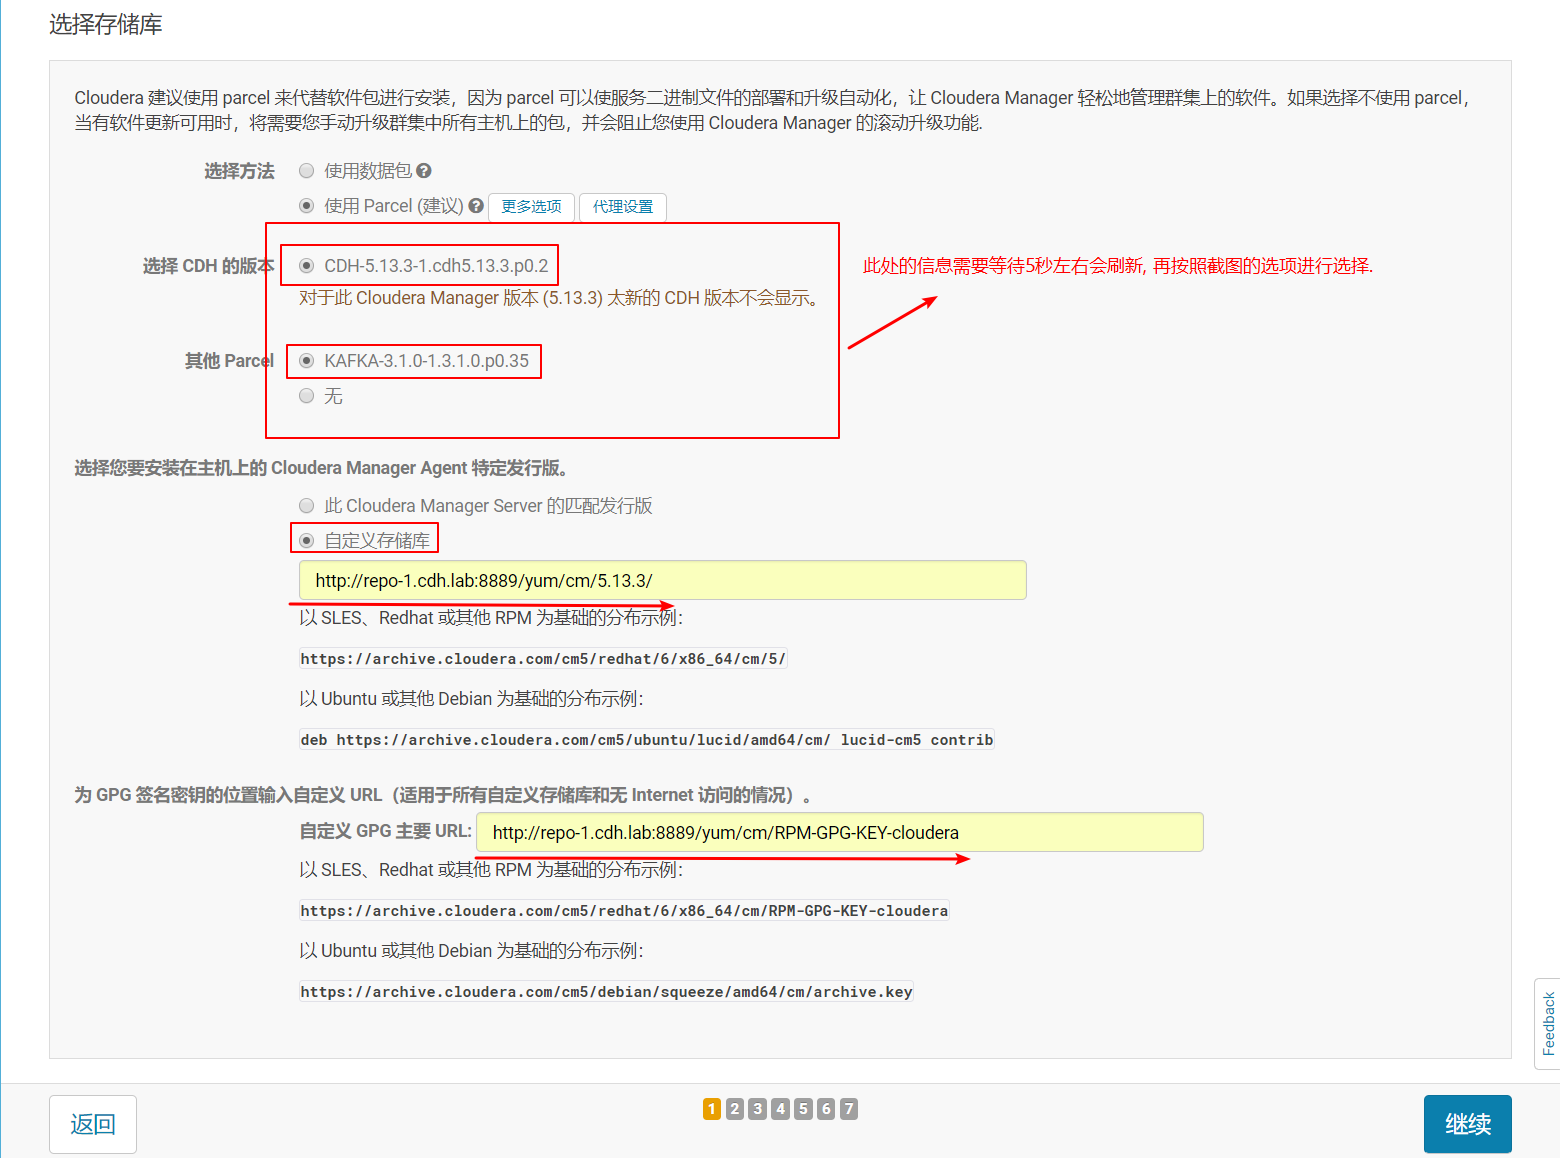 选择存储库
Cloudera 建议使用 parcel 来代替软件包进行安装，因为 parcel 可以使服务二进制文件的部署和升级自动化，让 Cloudera Manager 轻松地管理群集上的软件。如果选择不使用 parcel，
当有软件更新可用时，将需要您手动升级群集中所有主机上的包，并会阻止您使用 Cloudera Manager 的滚动升级功能.
选择方法 使用数据包
使用 Parcel (建议) 更多选项 代理设置
选择 CDH 的版本 CDH-5.13.3-1.cdh5.13.3.p0.2 此处的信息需要等待5秒左右会刷新, 再按照截图的选项进行选择.
对于此 Cloudera Manager 版本 (5.13.3) 太新的 CDH 版本不会显示。
其他 Parcel KAFKA-3.1.0-1.3.1.0.p0.35
无
选择您要安装在主机上的 Cloudera Manager Agent 特定发行版。
此 Cloudera Manager Server 的匹配发行版
自定义存储库
http://repo-1.cdh.lab:8889/yum/cm/5.13.3/
以 SLES、Redhat 或其他 RPM 为基础的分布示例：
https://archive.cloudera.com/cm5/redhat/6/x86_64/cm/5/
以 Ubuntu 或其他 Debian 为基础的分布示例：
deb https://archive.cloudera.com/cm5/ubuntu/lucid/amd64/cm/ lucid-cm5 contrib
为 GPG 签名密钥的位置输入自定义 URL（适用于所有自定义存储库和无 Internet 访问的情况）。
自定义 GPG 主要 URL: http://repo-1.cdh.lab:8889/yum/cm/RPM-GPG-KEY-cloudera
以 SLES、Redhat 或其他 RPM 为基础的分布示例：
https://archive.cloudera.com/cm5/redhat/6/x86_64/cm/RPM-GPG-KEY-cloudera
以 Ubuntu 或其他 Debian 为基础的分布示例：
https://archive.cloudera.com/cm5/debian/squeeze/amd64/cm/archive.key
Feedback
返回 1 2 3 4 5 6 7 继续